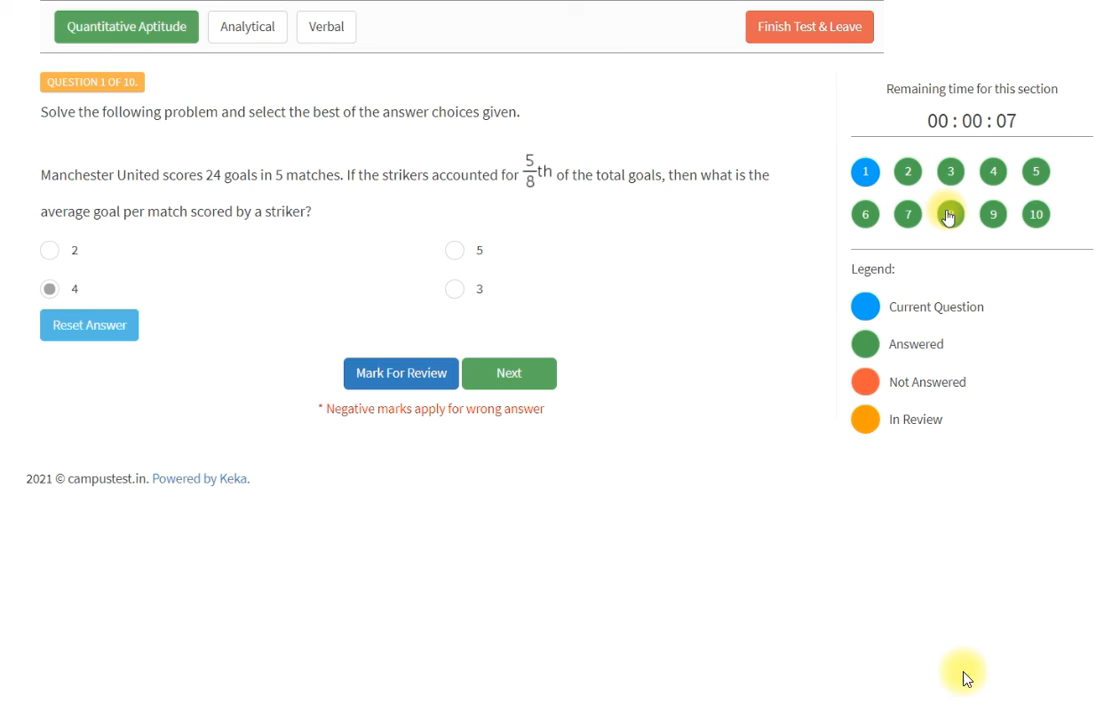 Quantitative Aptitude Analytical Verbal Finish Test & Leave
QUESTION 1 OF 10.
Solve the following problem and select the best of the answer choices given.
Manchester United scores 24 goals in 5 matches. If the strikers accounted for 5/8 th of the total goals, then what is the
average goal per match scored by a striker?
2 5
4 3
Reset Answer
Mark For Review Next
* Negative marks apply for wrong answer
Remaining time for this section
00 : 00 : 07
1 2 3 4 5
6 7 9 10
Legend:
Current Question
Answered
Not Answered
In Review
2021 © campustest.in. Powered by Keka.